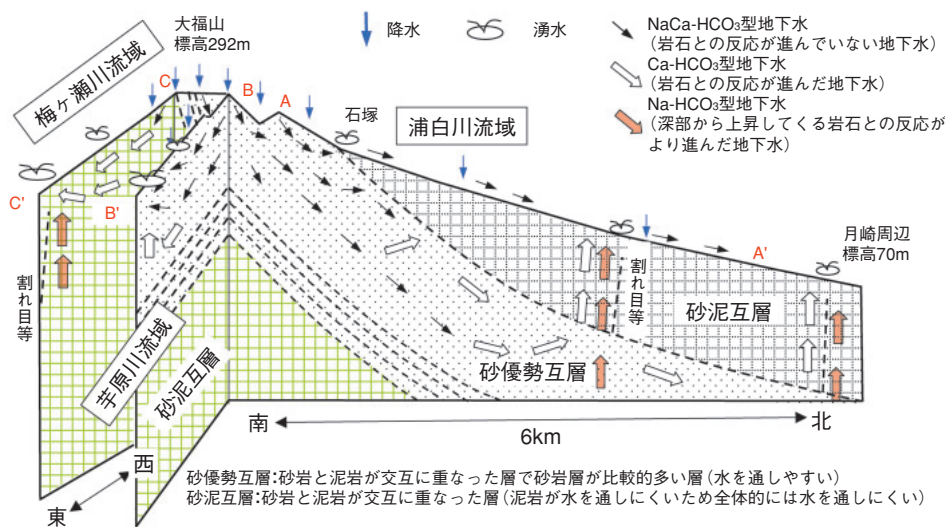 大福山
標高292m
降水
湧水
NaCa-HCO₃型地下水
(岩石との反応が進んでいない地下水)
Ca-HCO₃型地下水
(岩石との反応が進んだ地下水)
Na-HCO₃型地下水
(深部から上昇してくる岩石との反応が
より進んだ地下水)
梅ヶ瀬川流域
C
B
A
石塚
浦白川流域
C'
B'
A'
月崎周辺
標高70m
割れ目等
割れ目等
芋原川流域
砂泥互層
砂泥互層
砂優勢互層
南
北
6km
西
東
砂優勢互層:砂岩と泥岩が交互に重なった層で砂岩層が比較的多い層(水を通しやすい)
砂泥互層:砂岩と泥岩が交互に重なった層(泥岩が水を通しにくいため全体的には水を通しにくい)